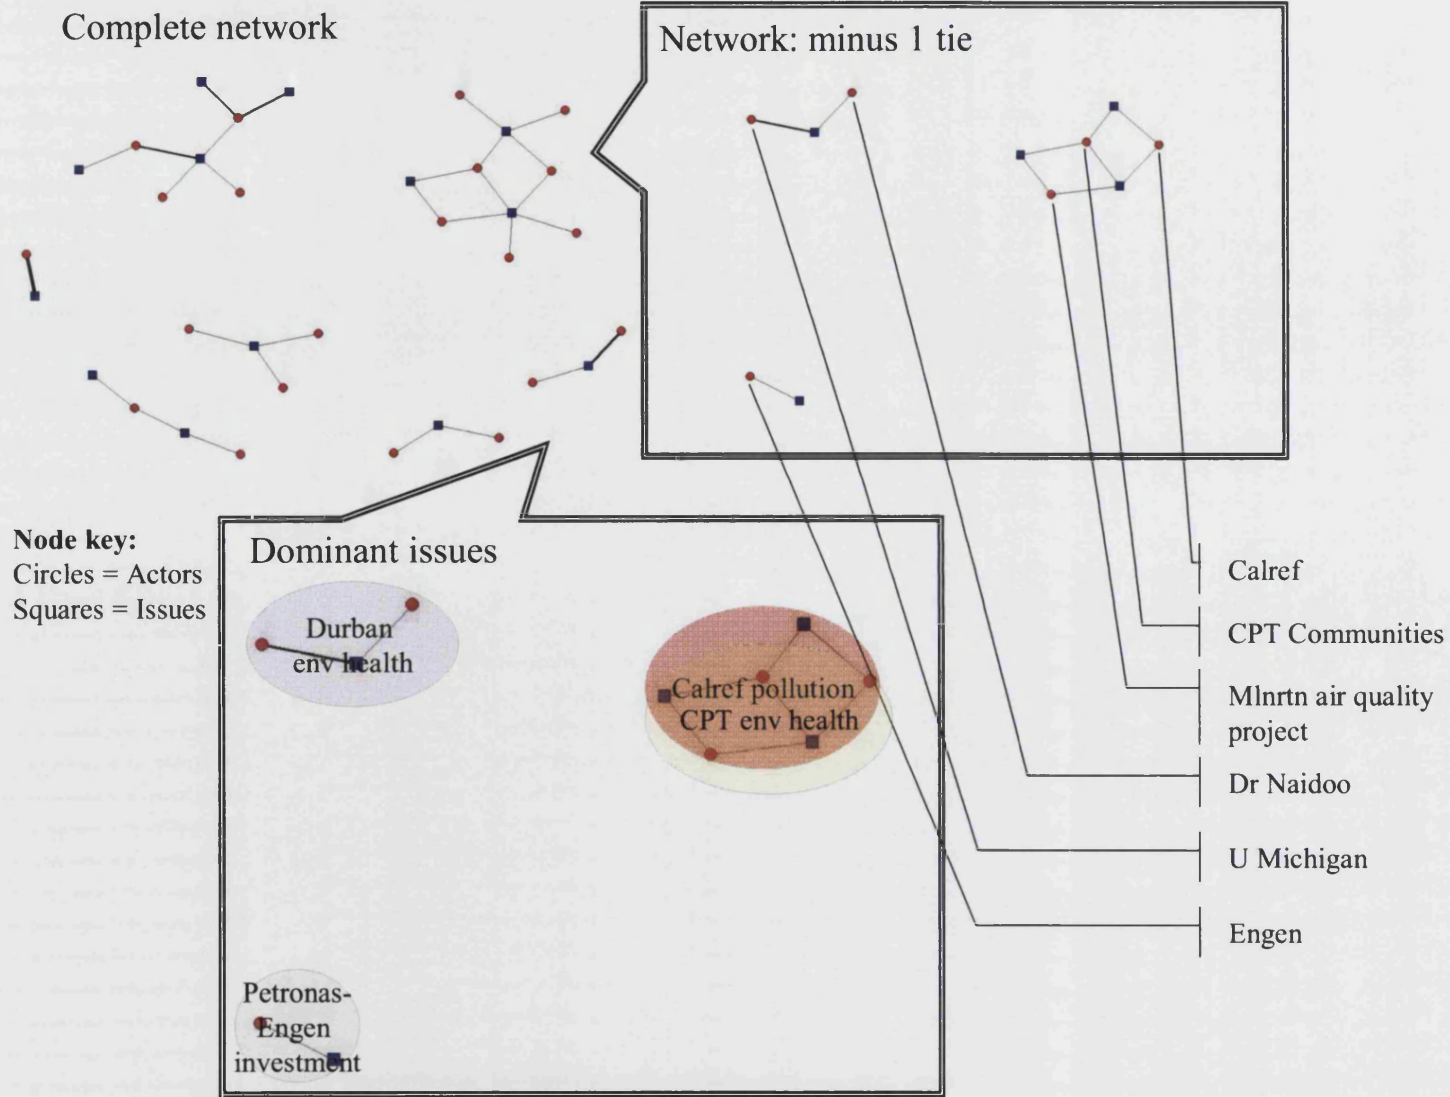 Complete network
Network: minus 1 tie
Node key:
Circles = Actors
Squares = Issues
Dominant issues
Durban
env health
Calref pollution
CPT env health
Petronas-
Engen
investment
Calref
CPT Communities
Mlnrtn air quality
project
Dr Naidoo
U Michigan
Engen